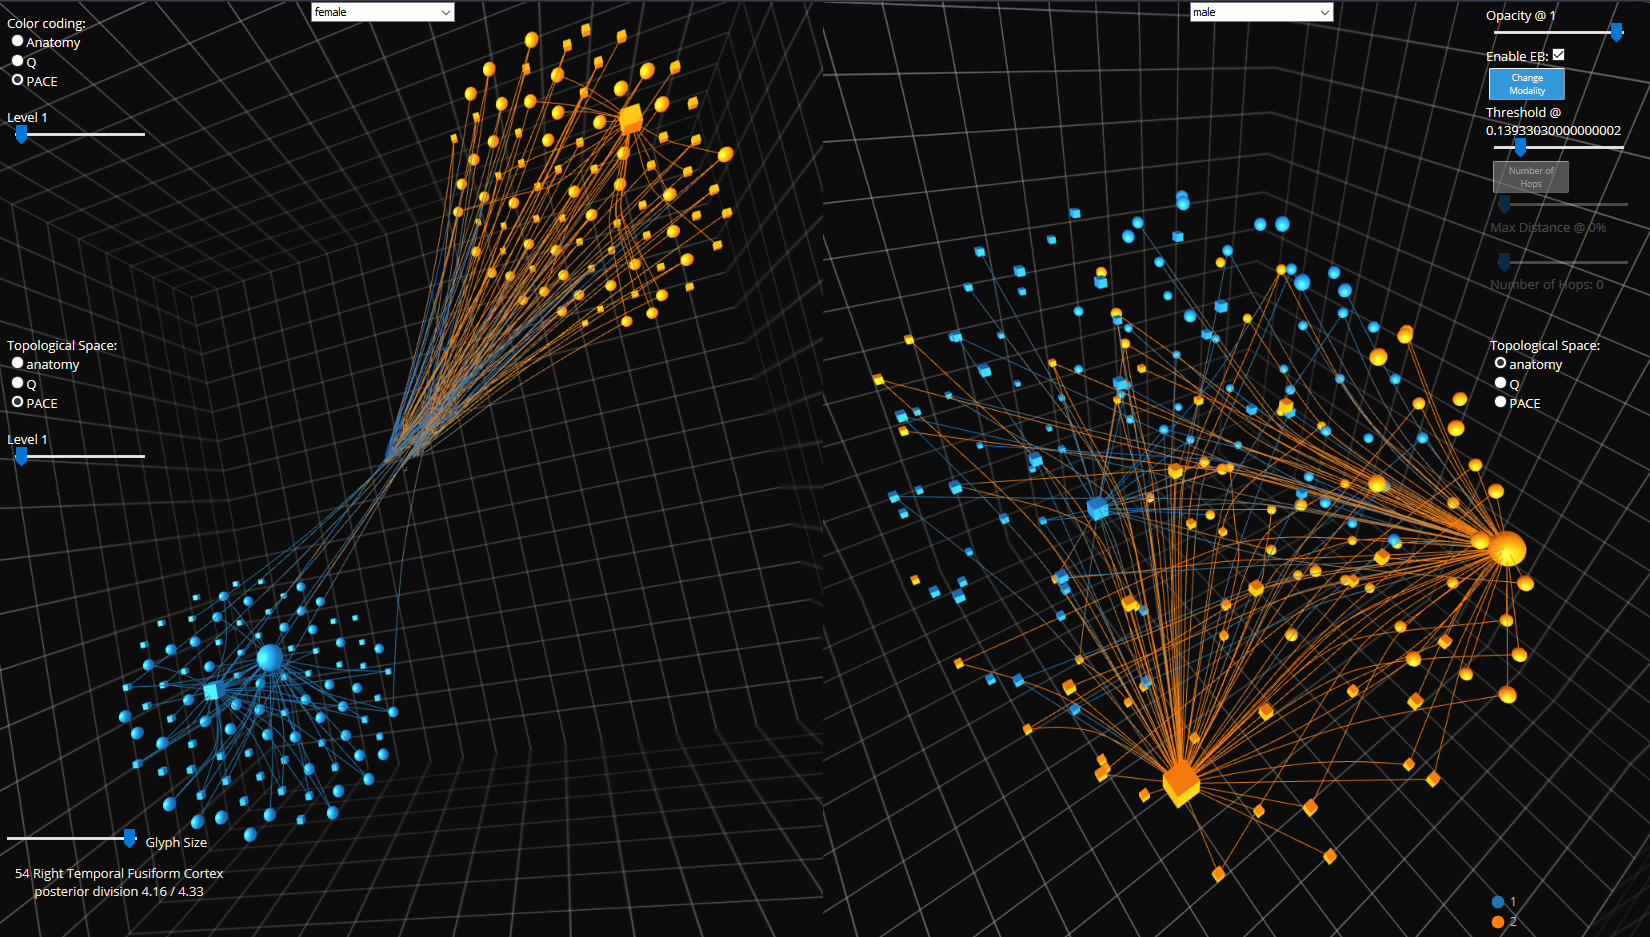 female
male
Color coding:
Anatomy
Q
PACE
Level 1
Topological Space:
anatomy
Q
PACE
Level 1
Glyph Size
54 Right Temporal Fusiform Cortex
posterior division 4.16 / 4.33
Opacity @ 1
Enable EB:
Change
Modality
Threshold @
0.13933030000000002
Number of
Hops
Max Distance @ 0%
Number of Hops: 0
Topological Space:
anatomy
Q
PACE
1
2